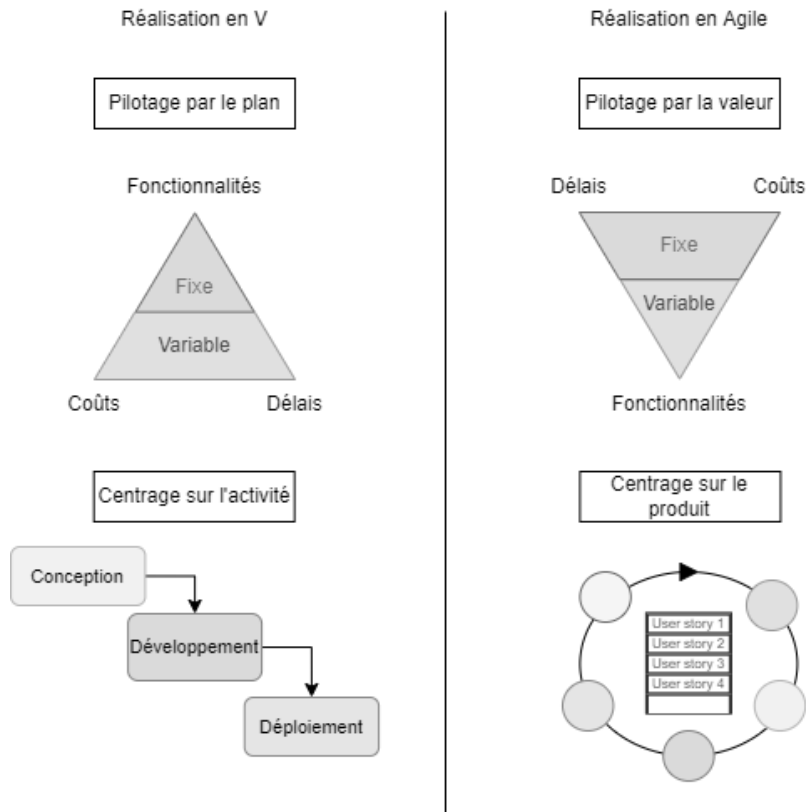 Réalisation en V
Pilotage par le plan
Fonctionnalités
Fixe
Variable
Coûts
Délais
Centrage sur l'activité
Conception
Développement
Déploiement
Réalisation en Agile
Pilotage par la valeur
Délais
Coûts
Fixe
Variable
Fonctionnalités
Centrage sur le
produit
User story 1
User story 2
User story 3
User story 4